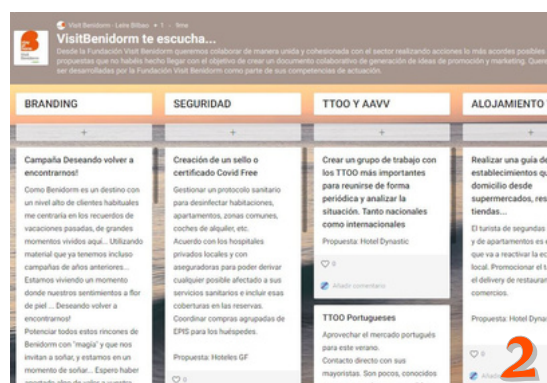 Visit Benidorm - Leire Bilbao • 1 - 9me
VisitBenidorm te escucha...
Desde la Fundación Visit Benidorm queremos colaborar de manera unida y cohesionada con el sector realizando acciones lo más acordes posibles
propuestas que no habéis hecho llegar con el objetivo de crear un documento colaborativo de generación de ideas de promoción y marketing. Quere
ser desarrolladas por la Fundación Visit Benidorm como parte de sus competencias de actuación.
BRANDING
+
Campaña Deseando volver a
encontrarnos!
Como Benidorm es un destino con
un nivel alto de clientes habituales
me centraría en los recuerdos de
vacaciones pasadas, de grandes
momentos vividos aquí... Utilizando
material que ya tenemos incluso
campañas de años anteriores...
Estamos viviendo un momento
donde nuestros sentimientos a flor
de piel ... Deseando volver a
encontrarnos!
Potenciar todos estos rincones de
Benidorm con "magia" y que nos
invitan a soñar, y estamos en un
momento de soñar... Espero haber
SEGURIDAD
+
Creación de un sello o
certificado Covid Free
Gestionar un protocolo sanitario
para desinfectar habitaciones,
apartamentos, zonas comunes,
coches de alquiler, etc.
Acuerdo con los hospitales
privados locales y con
aseguradoras para poder derivar
cualquier posible afectado a sus
servicios sanitarios e incluir esas
coberturas en las reservas.
Coordinar compras agrupadas de
EPIS para los huéspedes.
Propuesta: Hoteles GF
0
TTOO Y AAVV
+
Crear un grupo de trabajo con
los TTOO más importantes
para reunirse de forma
periódica y analizar la
situación. Tanto nacionales
como internacionales
Propuesta: Hotel Dynastic
0
Añadir comentario
TTOO Portugueses
Aprovechar el mercado portugués
para este verano.
Contacto directo con sus
mayoristas. Son pocos, conocidos
ALOJAMIENTO
+
Realizar una guía de
establecimientos qu
domicilio desde
supermercados, res
tiendas...
El turista de segundas
y de apartamentos es
que va a reactivar la ec
local. Promocionar el t
el delivery de restauran
comercios.
Propuesta: Hotel Dyna
0
2